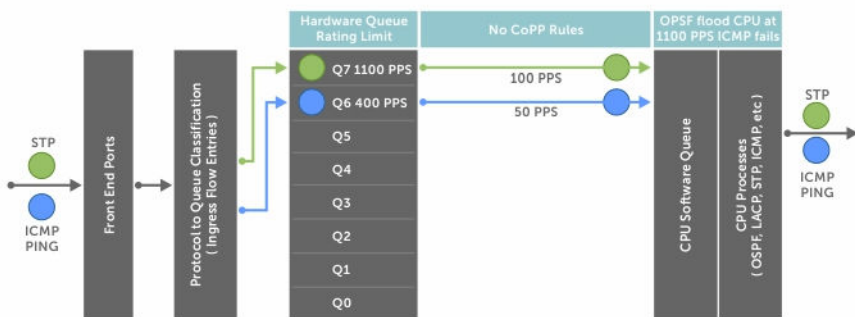 Hardware Queue
Rating Limit
No CoPP Rules
OPSF flood CPU at
1100 PPS ICMP fails
STP
ICMP
PING
Front End Ports
Protocol to Queue Classification
( Ingress Flow Entries )
Q7 1100 PPS
Q6 400 PPS
Q5
Q4
Q3
Q2
Q1
Q0
100 PPS
50 PPS
CPU Software Queue
CPU Processes
( OSPF, LACP, STP, ICMP, etc )
STP
ICMP
PING